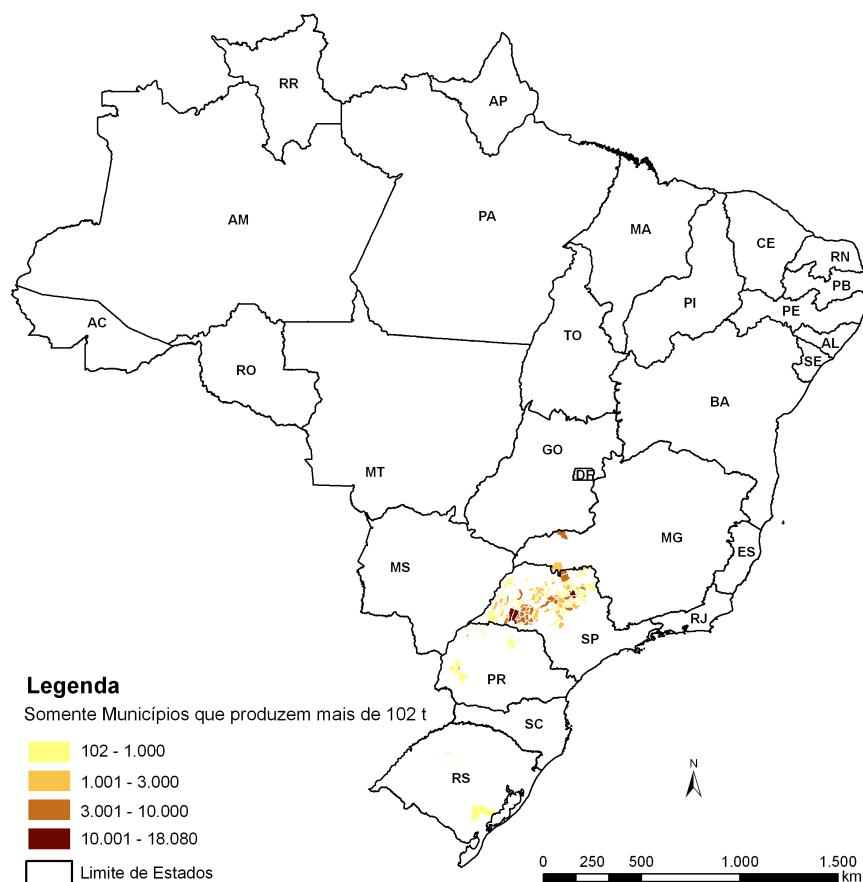 RR
AP
AM
PA
MA
CE
RN
PB
PI
PE
AC
TO
AL
SE
RO
BA
GO
DF
MT
MG
ES
MS
RJ
SP
PR
SC
RS
Legenda
Somente Municípios que produzem mais de 102 t
102 - 1.000
1.001 - 3.000
3.001 - 10.000
10.001 - 18.080
Limite de Estados
N
0 250 500 1.000 1.500
km